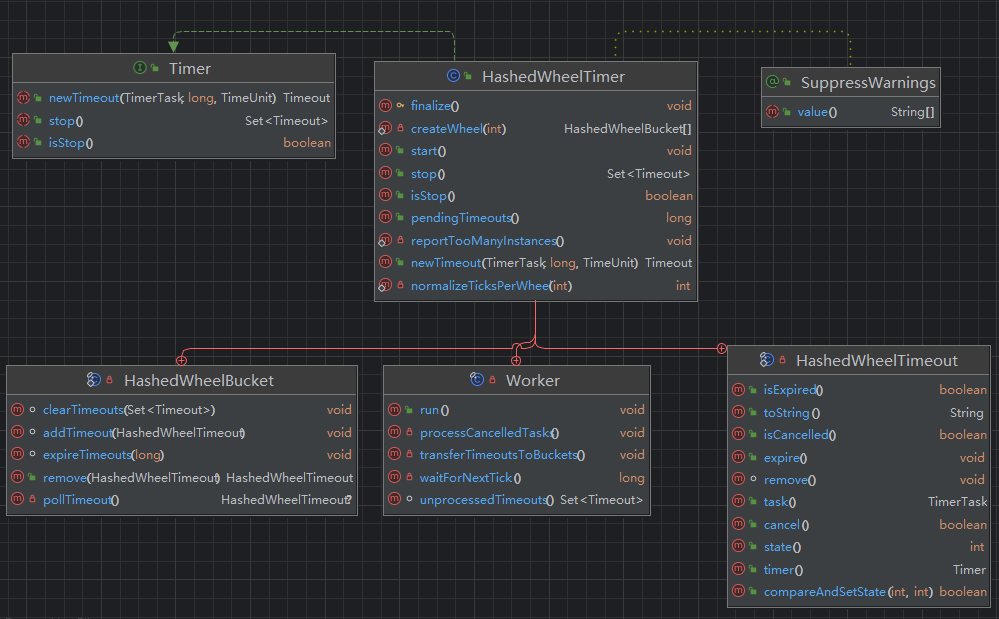 Timer
newTimeout(TimerTask, long, TimeUnit) Timeout
stop() Set<Timeout>
isStop() boolean
HashedWheelTimer
finalize() void
createWheel(int) HashedWheelBucket[]
start() void
stop() Set<Timeout>
isStop() boolean
pendingTimeouts() long
reportTooManyInstances() void
newTimeout(TimerTask, long, TimeUnit) Timeout
normalizeTicksPerWheel(int) int
SuppressWarnings
value() String[]
HashedWheelBucket
clearTimeouts(Set<Timeout>) void
addTimeout(HashedWheelTimeout) void
expireTimeouts(long) void
remove(HashedWheelTimeout) HashedWheelTimeout
pollTimeout() HashedWheelTimeout?
Worker
run() void
processCancelledTasks() void
transferTimeoutsToBuckets() void
waitForNextTick() long
unprocessedTimeouts() Set<Timeout>
HashedWheelTimeout
isExpired() boolean
toString() String
isCancelled() boolean
expire() void
remove() void
task() TimerTask
cancel() boolean
state() int
timer() Timer
compareAndSetState(int, int) boolean